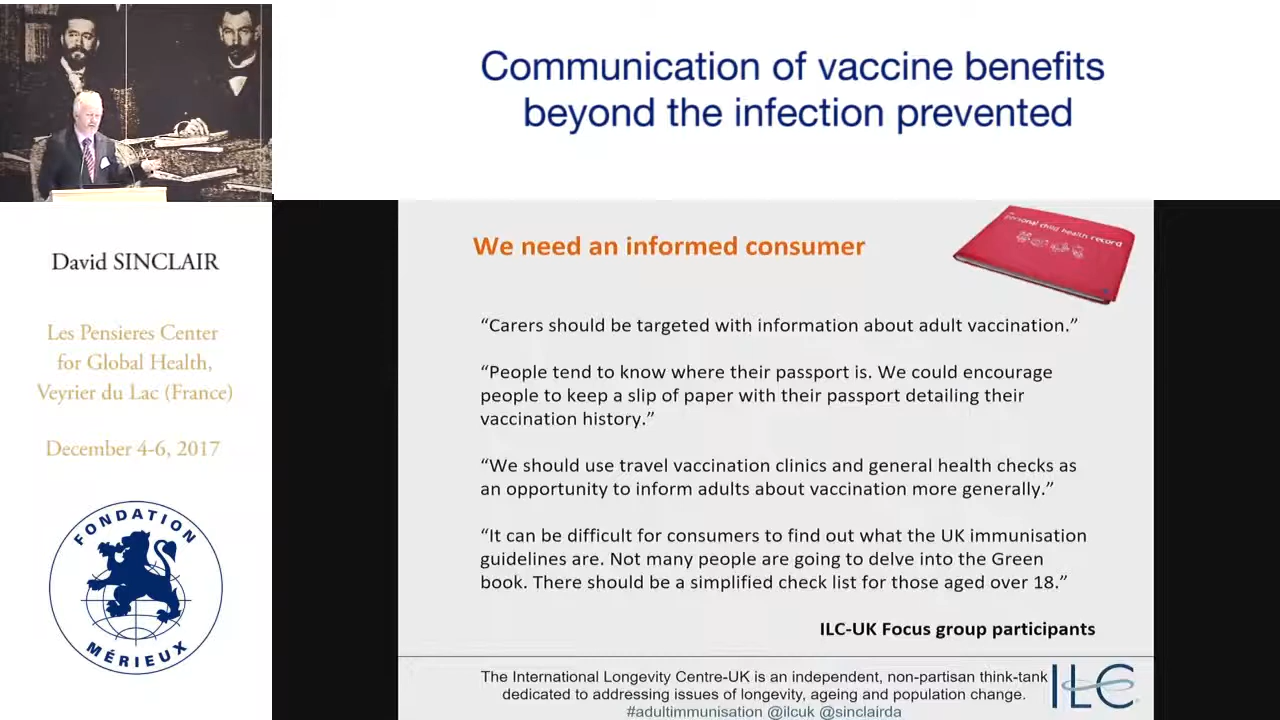 Communication of vaccine benefits
beyond the infection prevented
David SINCLAIR
Les Pensieres Center
for Global Health,
Veyrier du Lac (France)
December 4-6, 2017
FONDATION
MÉRIEUX
We need an informed consumer
personal child health record
“Carers should be targeted with information about adult vaccination.”
“People tend to know where their passport is. We could encourage
people to keep a slip of paper with their passport detailing their
vaccination history.”
“We should use travel vaccination clinics and general health checks as
an opportunity to inform adults about vaccination more generally.”
“It can be difficult for consumers to find out what the UK immunisation
guidelines are. Not many people are going to delve into the Green
book. There should be a simplified check list for those aged over 18.”
ILC-UK Focus group participants
The International Longevity Centre-UK is an independent, non-partisan think-tank
dedicated to addressing issues of longevity, ageing and population change.
#adultimmunisation @ilcuk @sinclairda
ILC